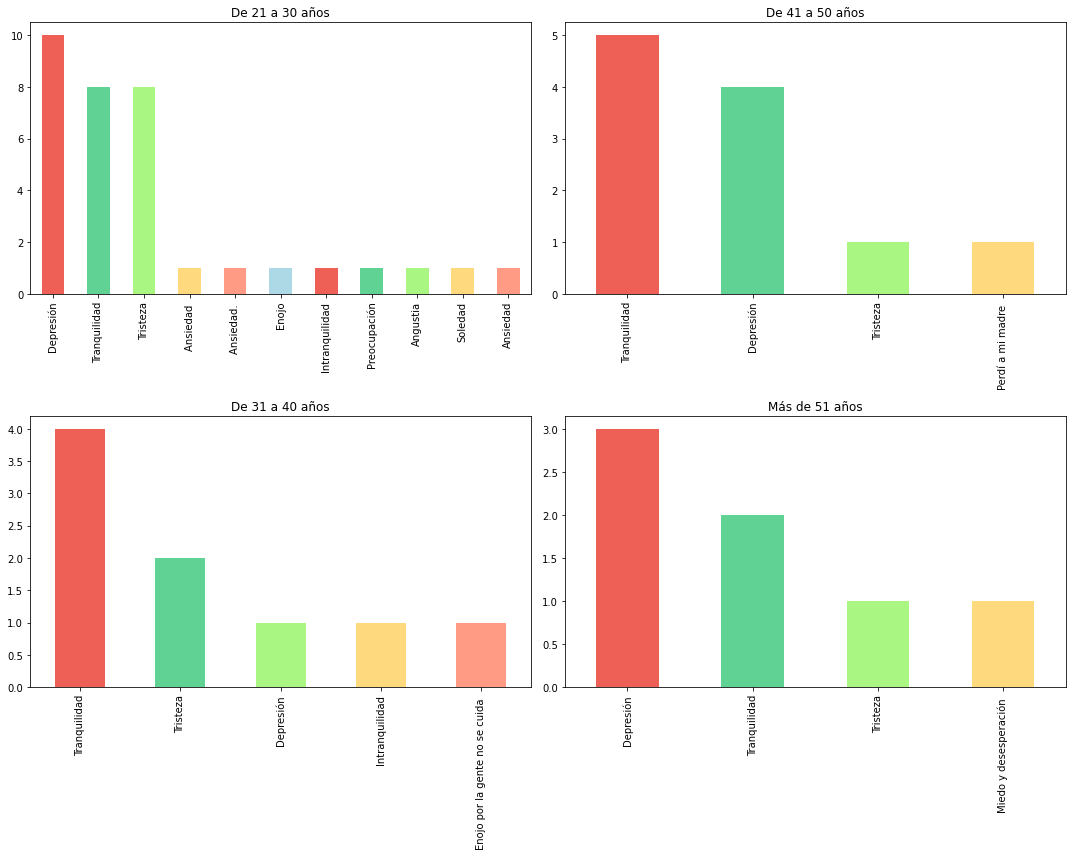 De 21 a 30 años
10
8
6
4
2
0
Depresión
Tranquilidad
Tristeza
Ansiedad
Ansiedad.
Enojo
Intranquilidad
Preocupación
Angustia
Soledad
Ansiedad
De 41 a 50 años
5
4
3
2
1
0
Tranquilidad
Depresión
Tristeza
Perdí a mi madre
De 31 a 40 años
4.0
3.5
3.0
2.5
2.0
1.5
1.0
0.5
0.0
Tranquilidad
Tristeza
Depresión
Intranquilidad
Enojo por la gente no se cuida
Más de 51 años
3.0
2.5
2.0
1.5
1.0
0.5
0.0
Depresión
Tranquilidad
Tristeza
Miedo y desesperación